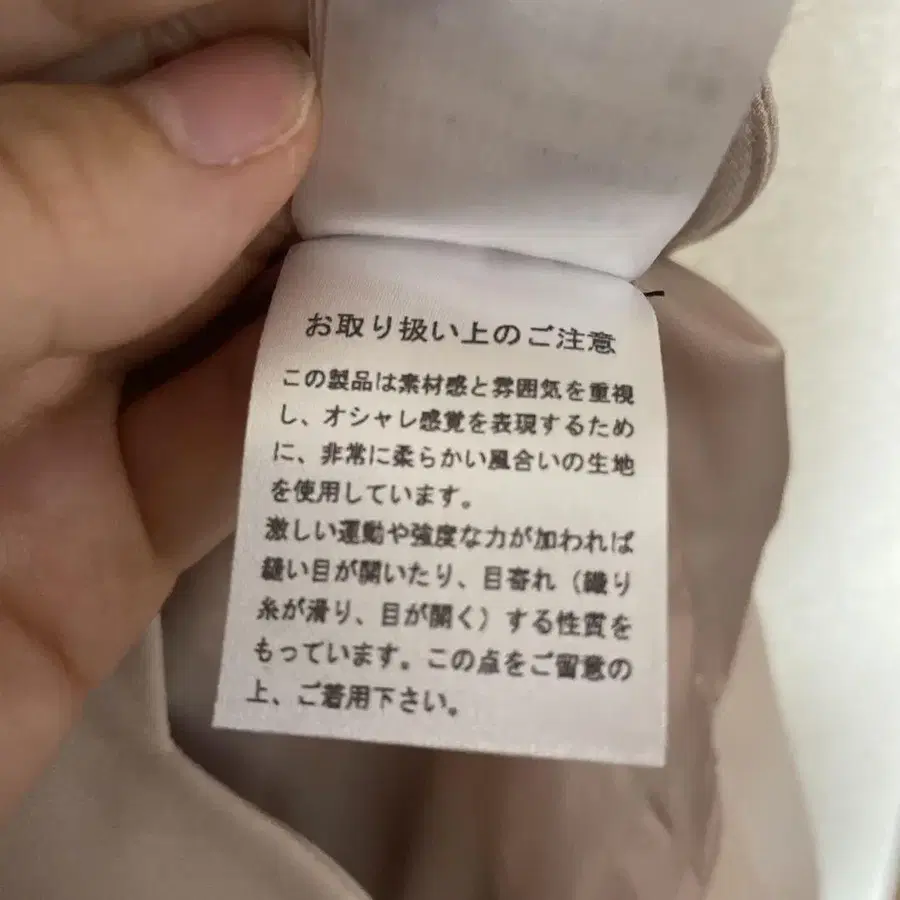 お取り扱い上のご注意
この製品は素材感と雰囲気を重視
し、オシャレ感覚を表現するため
に、非常に柔らかい風合いの生地
を使用しています。
激しい運動や強度な力が加われば
縫い目が開いたり、目寄れ（織り
糸が滑り、目が開く）する性質を
もっています。この点をご留意の
上、ご着用下さい。